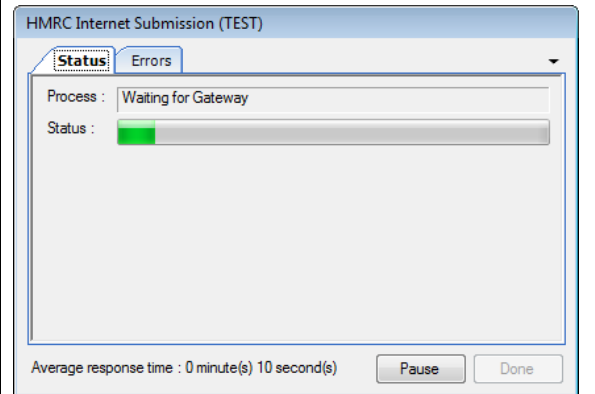 HMRC Internet Submission (TEST)
Status Errors
Process : Waiting for Gateway
Status :
Average response time : 0 minute(s) 10 second(s) Pause Done